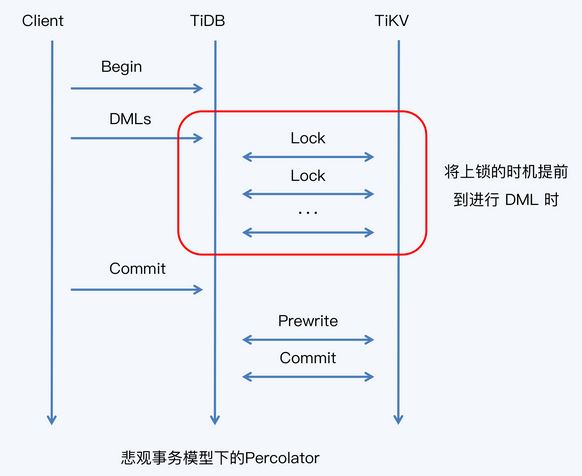 Client TiDB TiKV
Begin
DMLs
Lock
Lock
...
将上锁的时机提前
到进行 DML 时
Commit
Prewrite
Commit
悲观事务模型下的Percolator